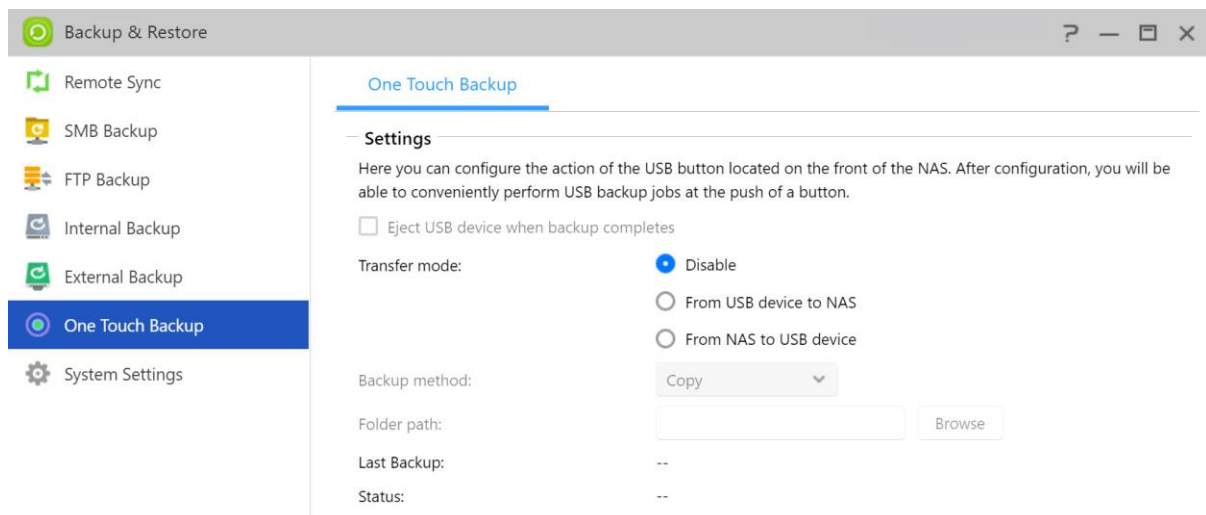 Backup & Restore
Remote Sync
SMB Backup
FTP Backup
Internal Backup
External Backup
One Touch Backup
System Settings
One Touch Backup
Settings
Here you can configure the action of the USB button located on the front of the NAS. After configuration, you will be
able to conveniently perform USB backup jobs at the push of a button.
Eject USB device when backup completes
Transfer mode:
Disable
From USB device to NAS
From NAS to USB device
Backup method:
Copy
Folder path:
Browse
Last Backup:
--
Status:
--